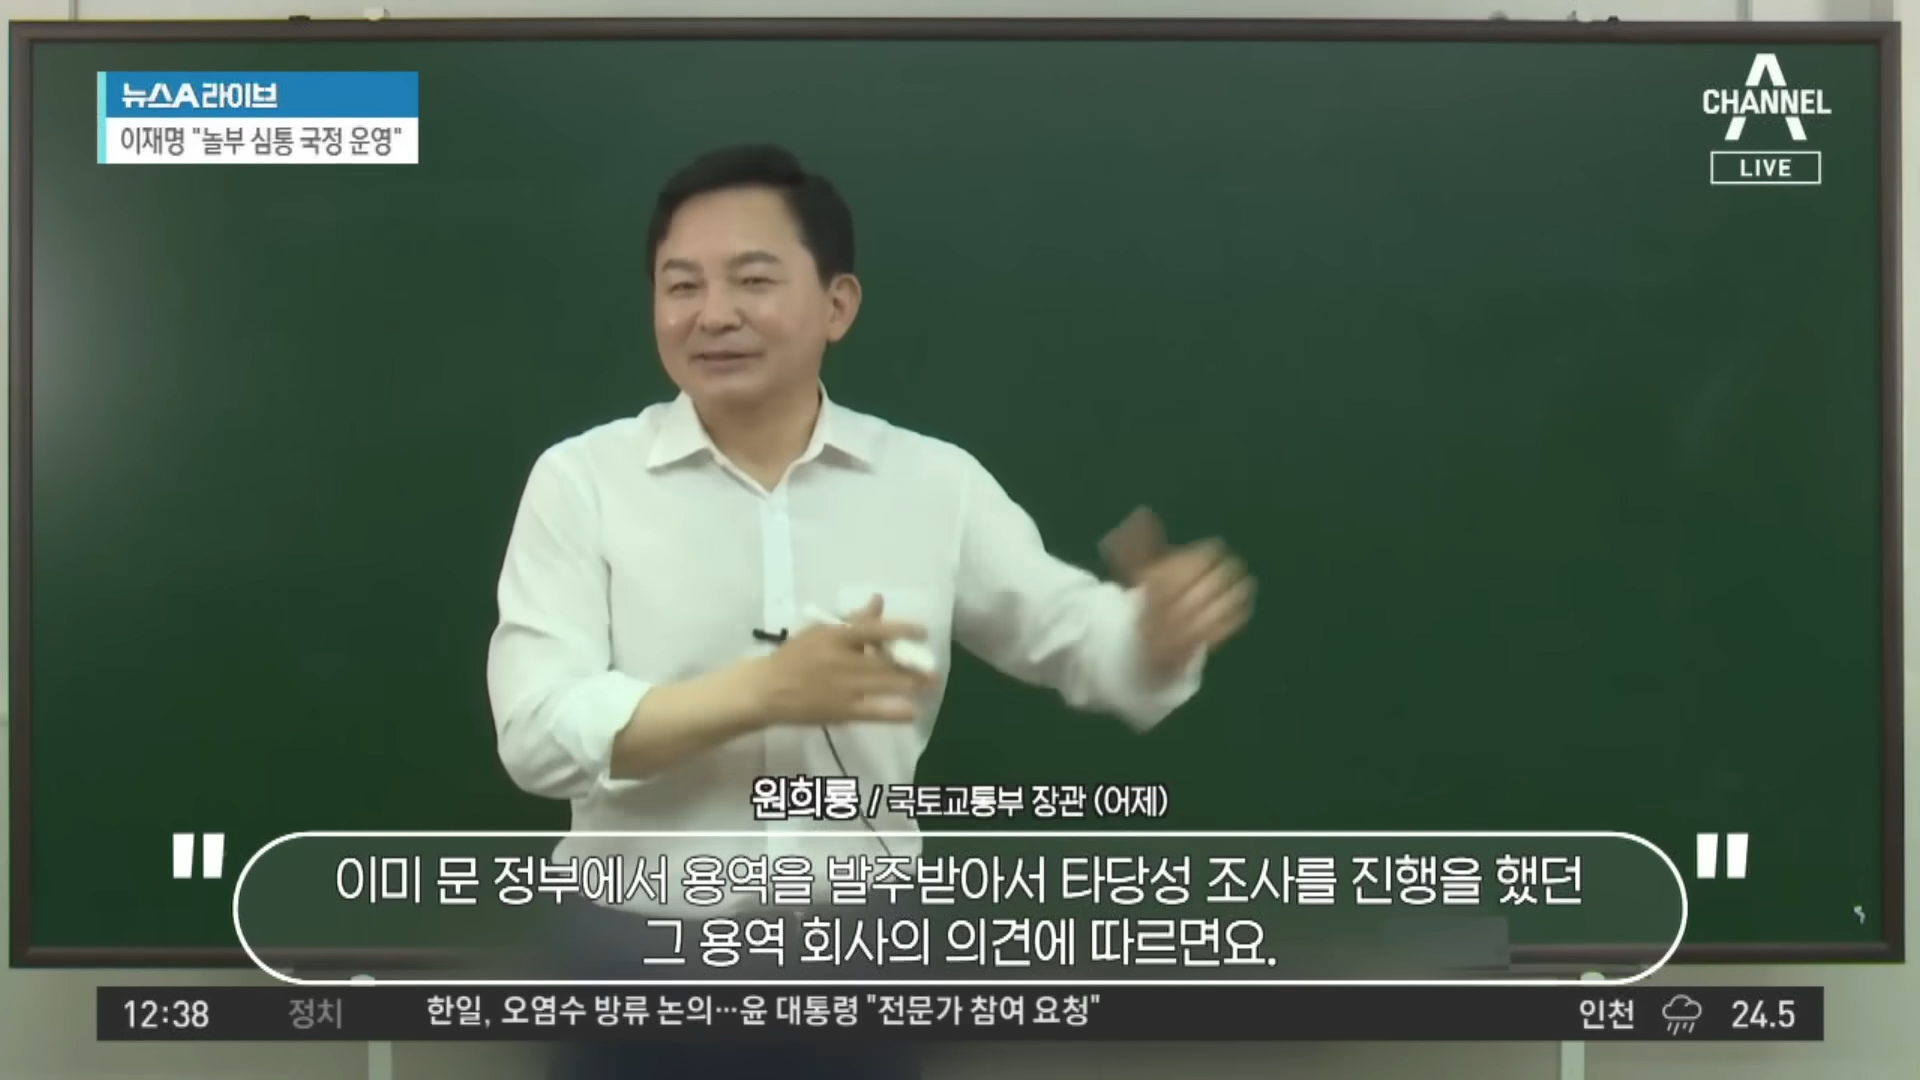 뉴스A 라이브
이재명 "놀부 심통 국정 운영"
CHANNEL A
LIVE
원희룡 / 국토교통부 장관 (어제)
"이미 문 정부에서 용역을 발주받아서 타당성 조사를 진행을 했던
그 용역 회사의 의견에 따르면요."
12:38 정치 한일, 오염수 방류 논의…윤 대통령 "전문가 참여 요청" 인천 24.5